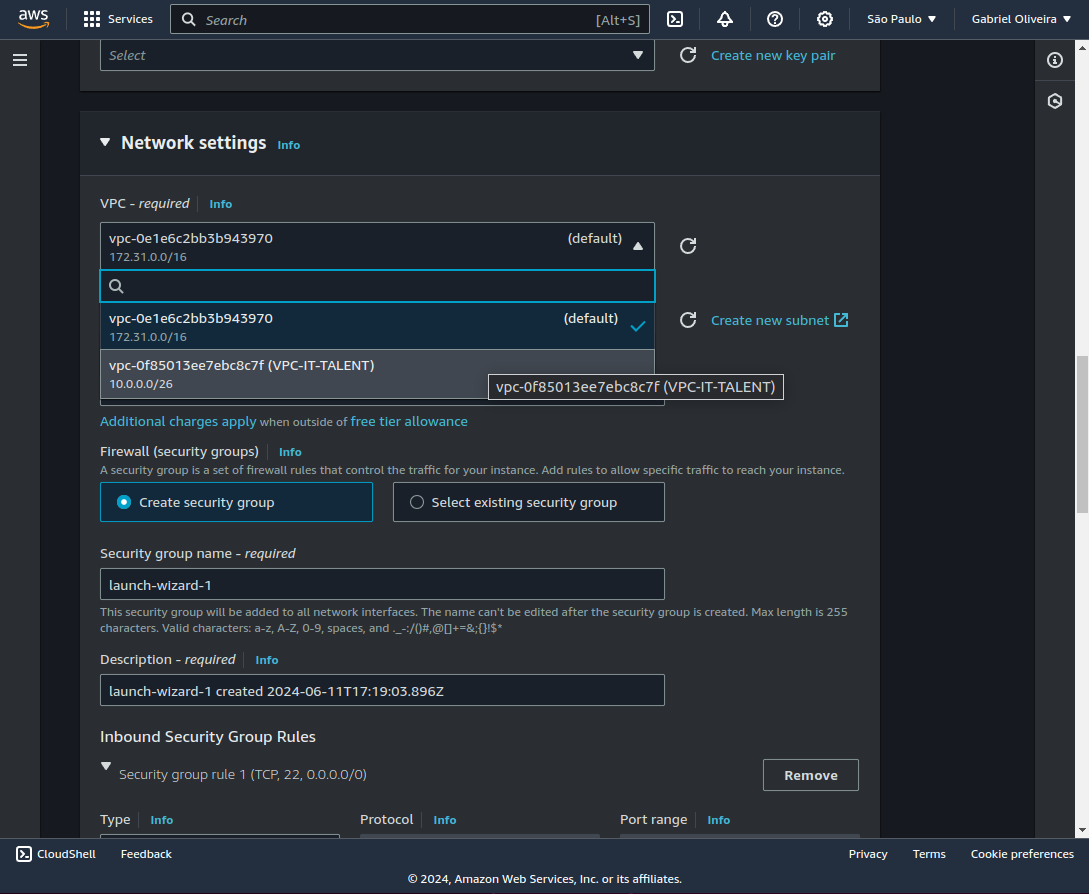 aws
Services
Search
[Alt+S]
São Paulo
Gabriel Oliveira
Select
Create new key pair
Network settings
Info
VPC - required
Info
vpc-0e1e6c2bb3b943970
(default)
172.31.0.0/16
vpc-0e1e6c2bb3b943970
(default)
172.31.0.0/16
Create new subnet
vpc-0f85013ee7ebc8c7f (VPC-IT-TALENT)
10.0.0.0/26
vpc-0f85013ee7ebc8c7f (VPC-IT-TALENT)
Additional charges apply when outside of free tier allowance
Firewall (security groups)
Info
A security group is a set of firewall rules that control the traffic for your instance. Add rules to allow specific traffic to reach your instance.
Create security group
Select existing security group
Security group name - required
launch-wizard-1
This security group will be added to all network interfaces. The name can't be edited after the security group is created. Max length is 255
characters. Valid characters: a-z, A-Z, 0-9, spaces, and ._-:/()#,@[]+=&;{}!$*
Description - required
Info
launch-wizard-1 created 2024-06-11T17:19:03.896Z
Inbound Security Group Rules
Security group rule 1 (TCP, 22, 0.0.0.0/0)
Remove
Type
Info
Protocol
Info
Port range
Info
CloudShell
Feedback
Privacy
Terms
Cookie preferences
© 2024, Amazon Web Services, Inc. or its affiliates.